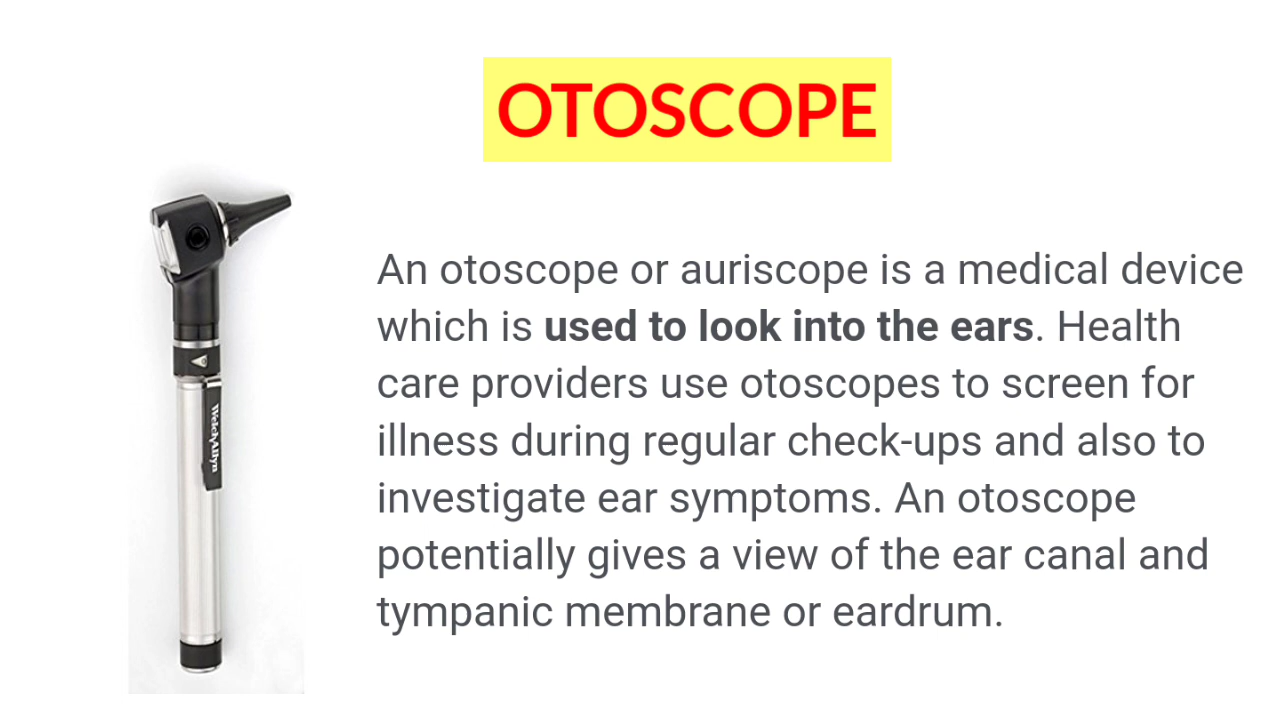 OTOSCOPE
An otoscope or auriscope is a medical device
which is used to look into the ears. Health
care providers use otoscopes to screen for
illness during regular check-ups and also to
investigate ear symptoms. An otoscope
potentially gives a view of the ear canal and
tympanic membrane or eardrum.
WelchAllyn